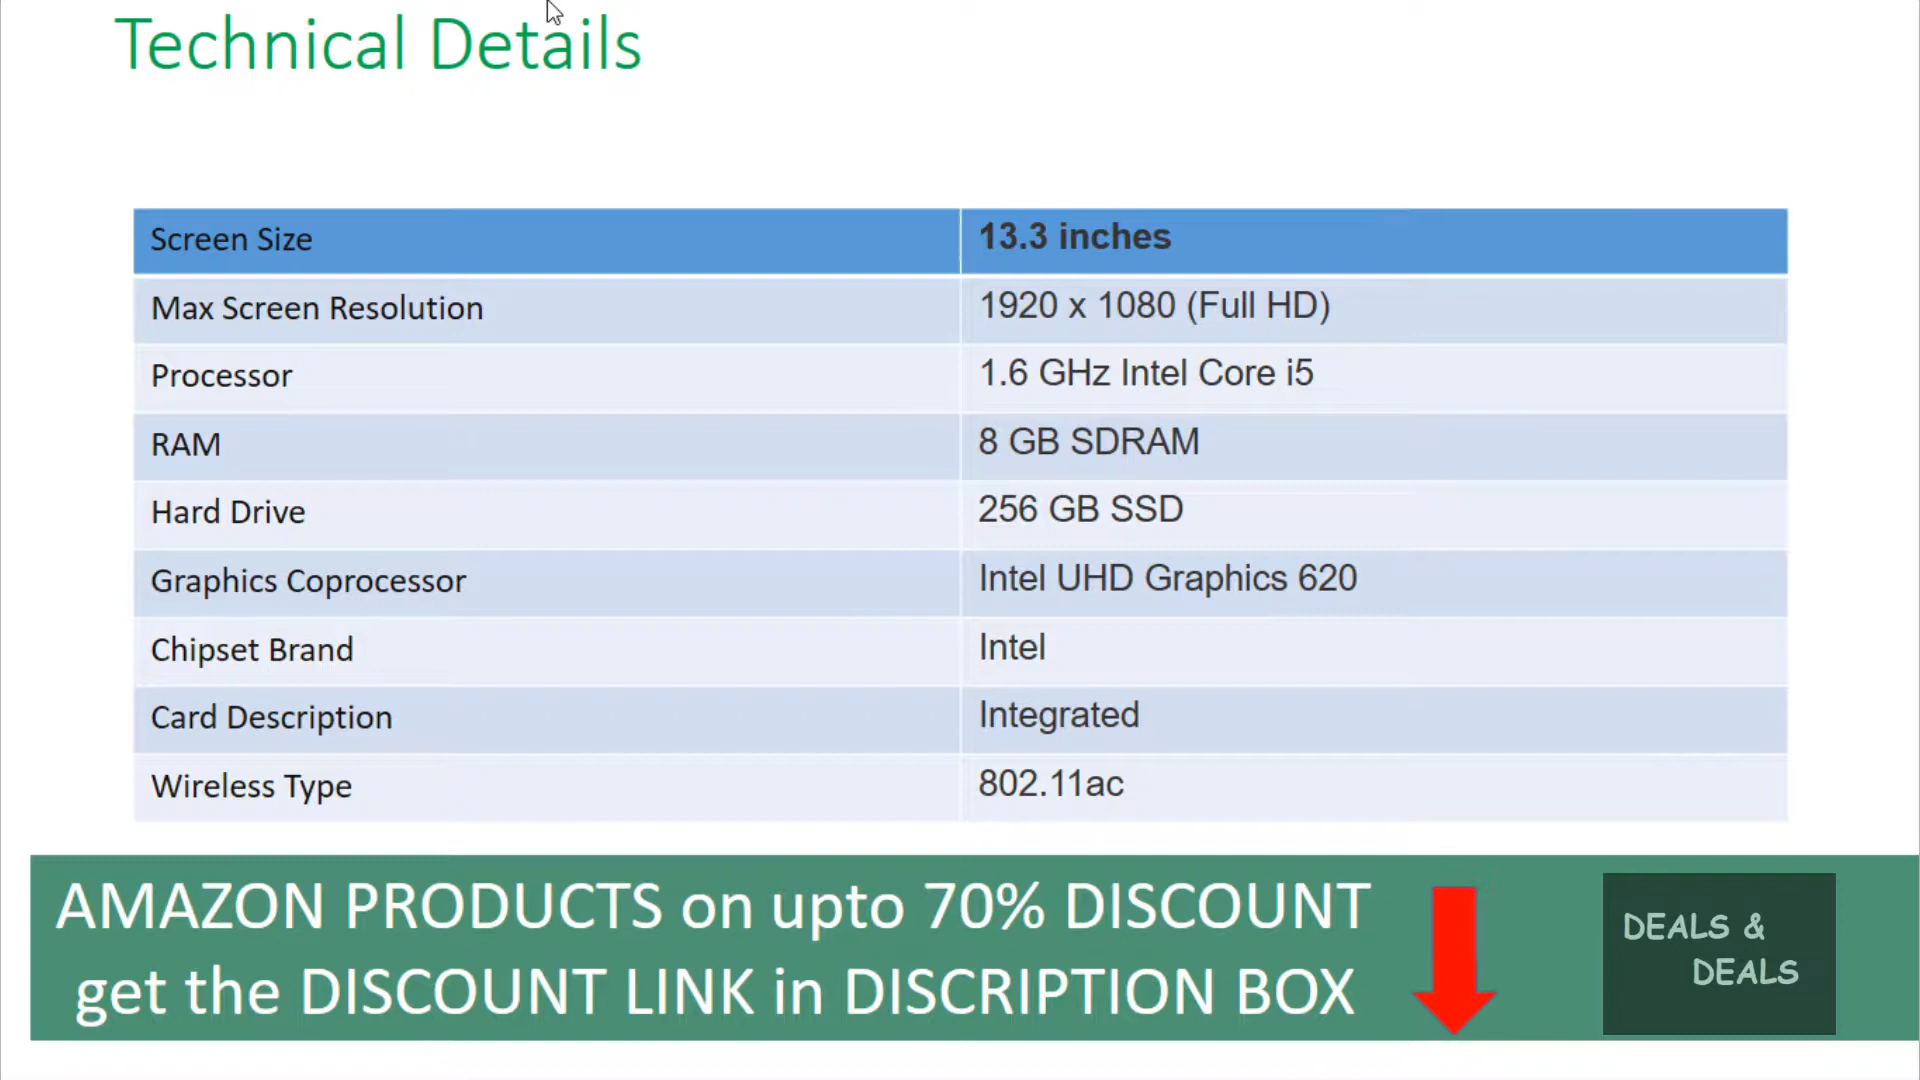 Technical Details
Screen Size 13.3 inches
Max Screen Resolution 1920 x 1080 (Full HD)
Processor 1.6 GHz Intel Core i5
RAM 8 GB SDRAM
Hard Drive 256 GB SSD
Graphics Coprocessor Intel UHD Graphics 620
Chipset Brand Intel
Card Description Integrated
Wireless Type 802.11ac
AMAZON PRODUCTS on upto 70% DISCOUNT
get the DISCOUNT LINK in DISCRIPTION BOX
DEALS &
DEALS